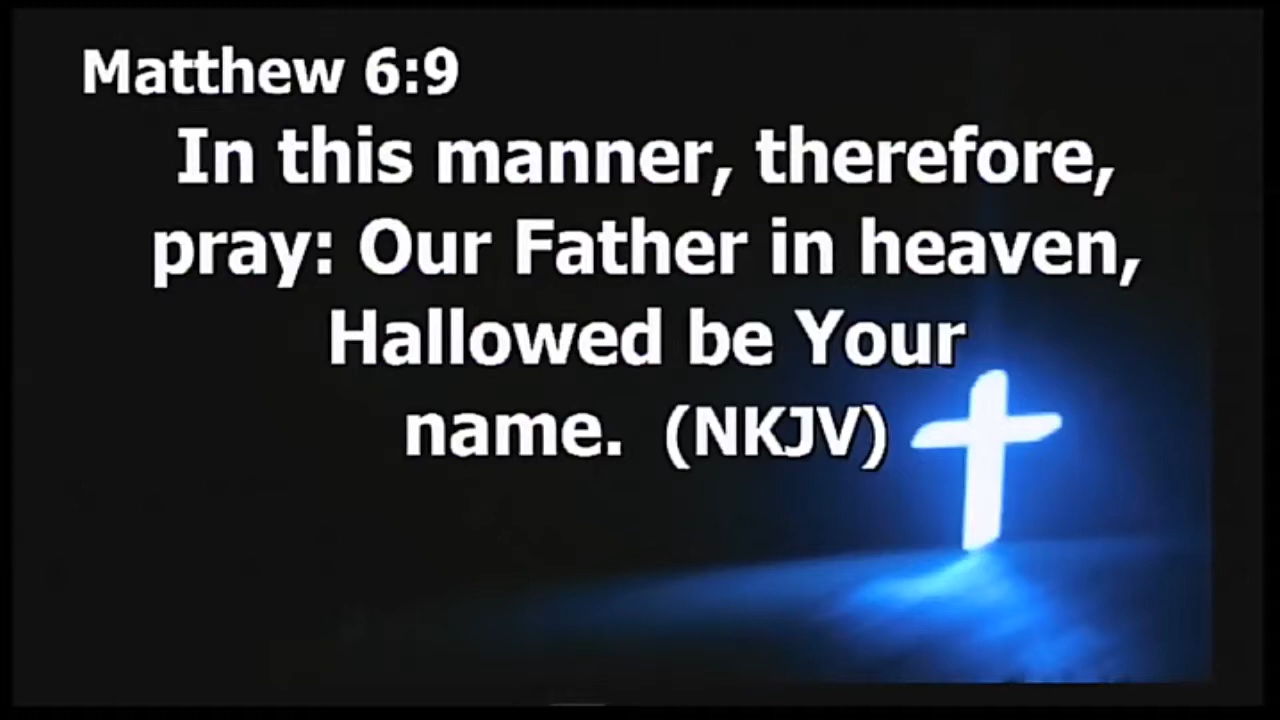 Matthew 6:9
In this manner, therefore,
pray: Our Father in heaven,
Hallowed be Your
name. (NKJV)